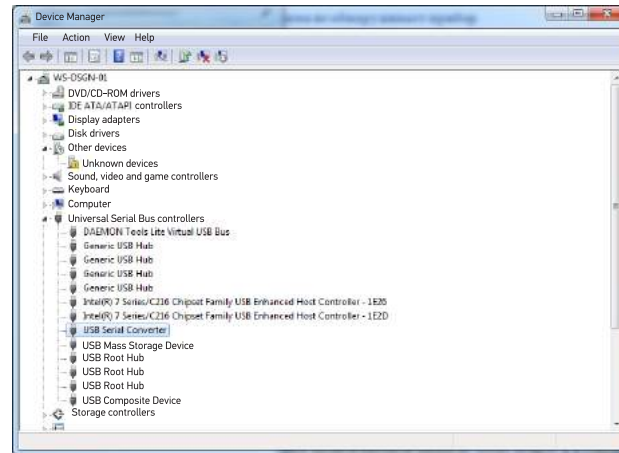 Device Manager
File Action View Help
WS-DSGN-01
DVD/CD-ROM drivers
IDE ATA/ATAPI controllers
Display adapters
Disk drivers
Other devices
Unknown devices
Sound, video and game controllers
Keyboard
Computer
Universal Serial Bus controllers
DAEMON Tools Lite Virtual USB Bus
Generic USB Hub
Generic USB Hub
Generic USB Hub
Generic USB Hub
Intel(R) 7 Series/C216 Chipset Family USB Enhanced Host Controller - 1E26
Intel(R) 7 Series/C216 Chipset Family USB Enhanced Host Controller - 1E2D
USB Serial Converter
USB Mass Storage Device
USB Root Hub
USB Root Hub
USB Root Hub
USB Composite Device
Storage controllers